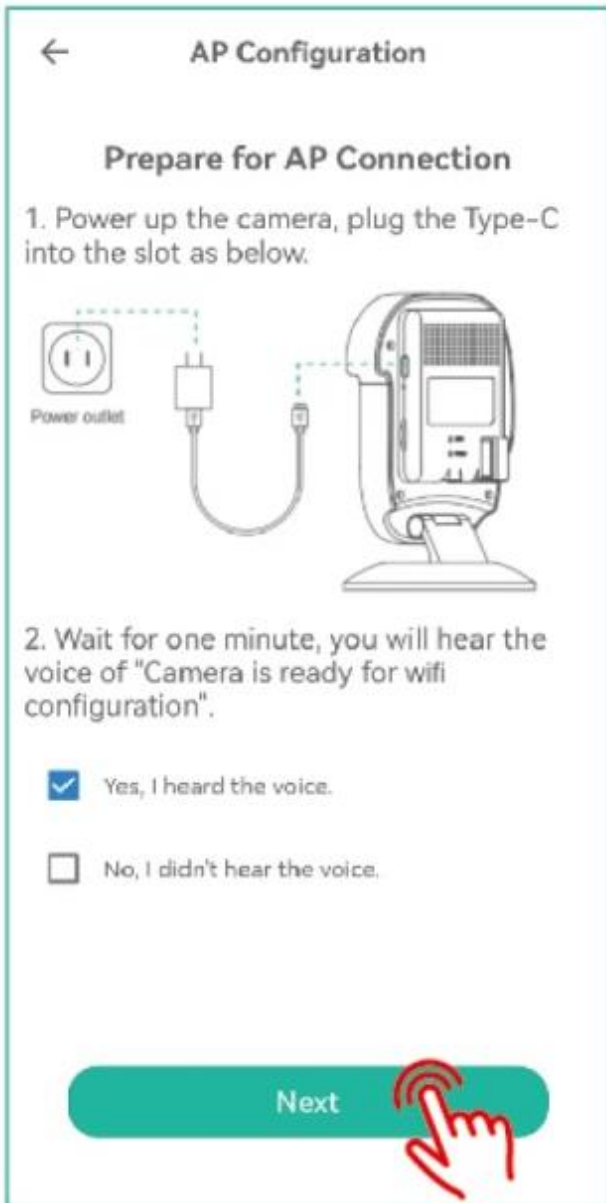 AP Configuration
Prepare for AP Connection
1. Power up the camera, plug the Type-C
into the slot as below.
Power outlet
2. Wait for one minute, you will hear the
voice of "Camera is ready for wifi
configuration".
Yes, I heard the voice.
No, I didn't hear the voice.
Next